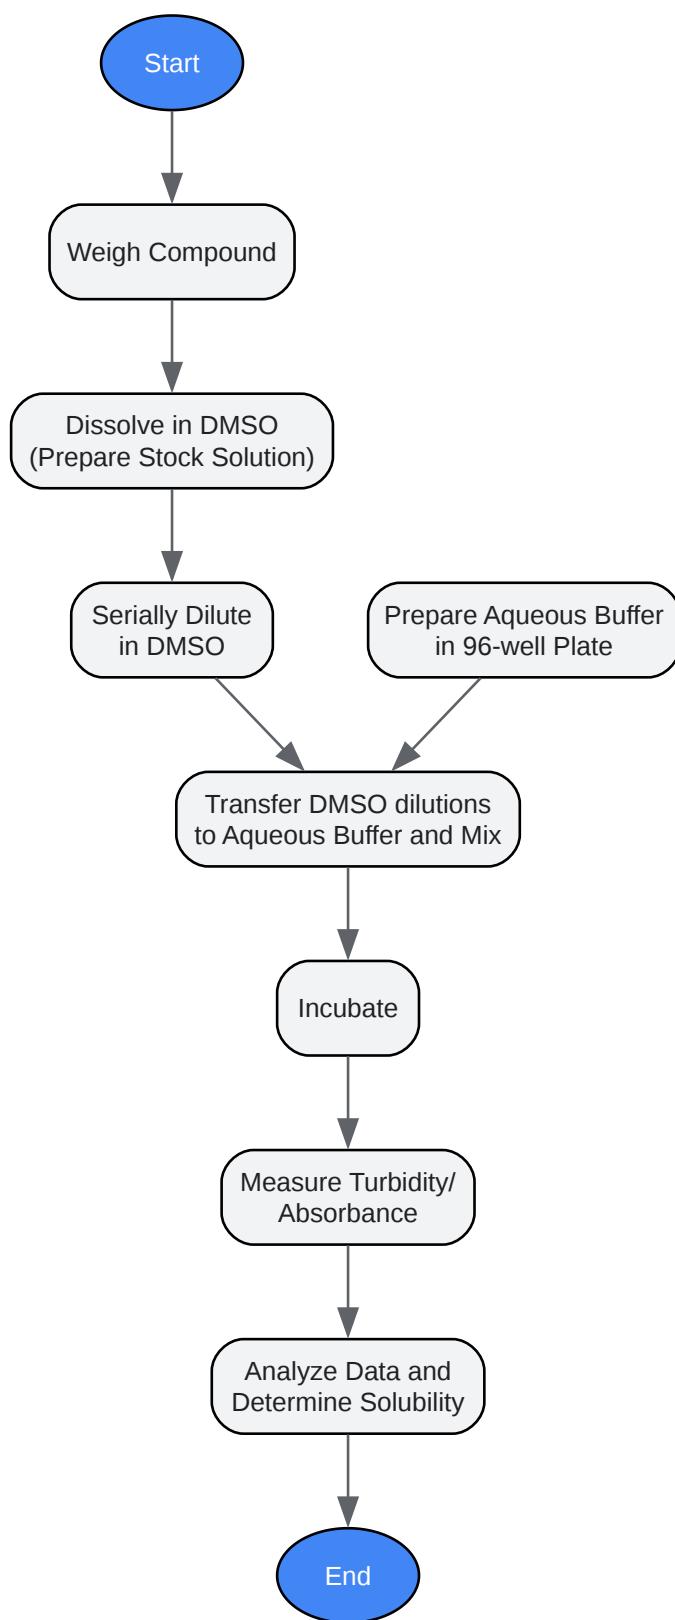 Start
Weigh Compound
Dissolve in DMSO
(Prepare Stock Solution)
Serially Dilute
in DMSO
Prepare Aqueous Buffer
in 96-well Plate
Transfer DMSO dilutions
to Aqueous Buffer and Mix
Incubate
Measure Turbidity/
Absorbance
Analyze Data and
Determine Solubility
End